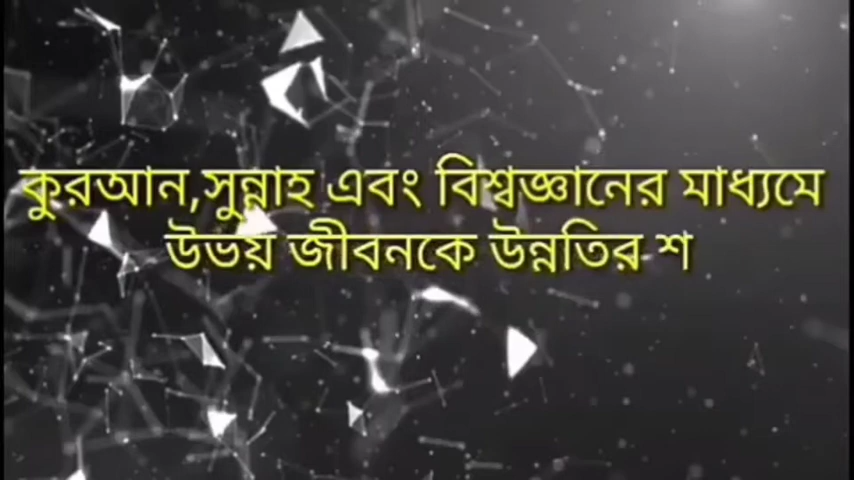 কুরআন,সুন্নাহ এবং বিশ্বজ্ঞানের মাধ্যমে
উভয় জীবনকে উন্নতির শ